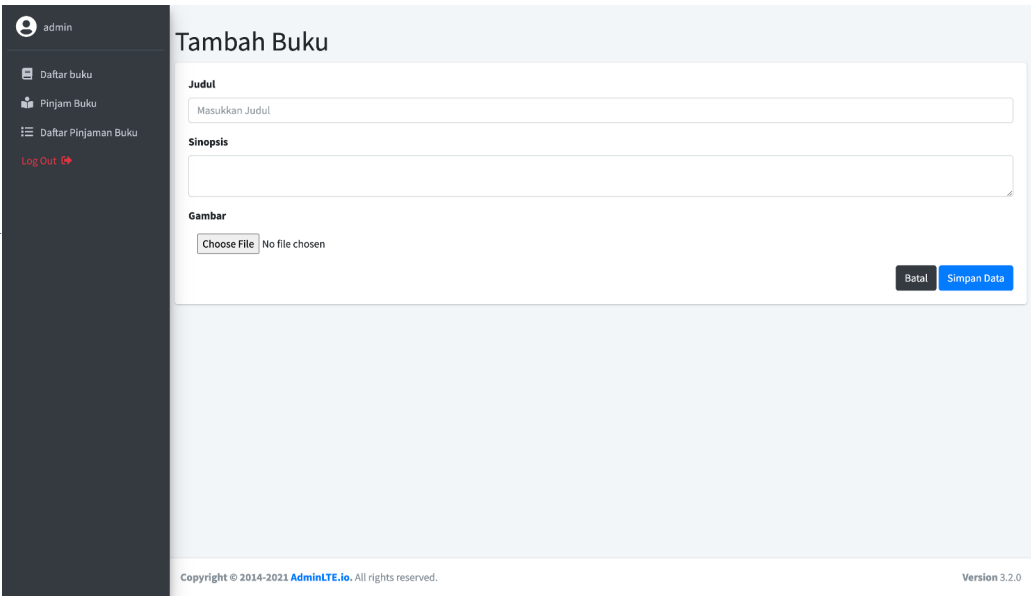 admin
Daftar buku
Pinjam Buku
Daftar Pinjaman Buku
Log Out
Tambah Buku
Judul
Masukkan Judul
Sinopsis
Gambar
Choose File No file chosen
Batal Simpan Data
Copyright © 2014-2021 AdminLTE.io. All rights reserved. Version 3.2.0